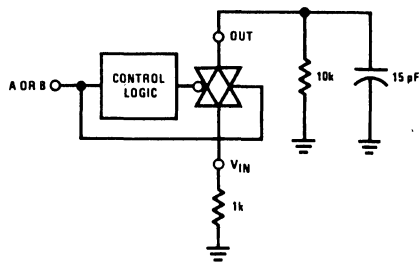 OUT
A OR B
CONTROL
LOGIC
10k
15 pF
VIN
1k